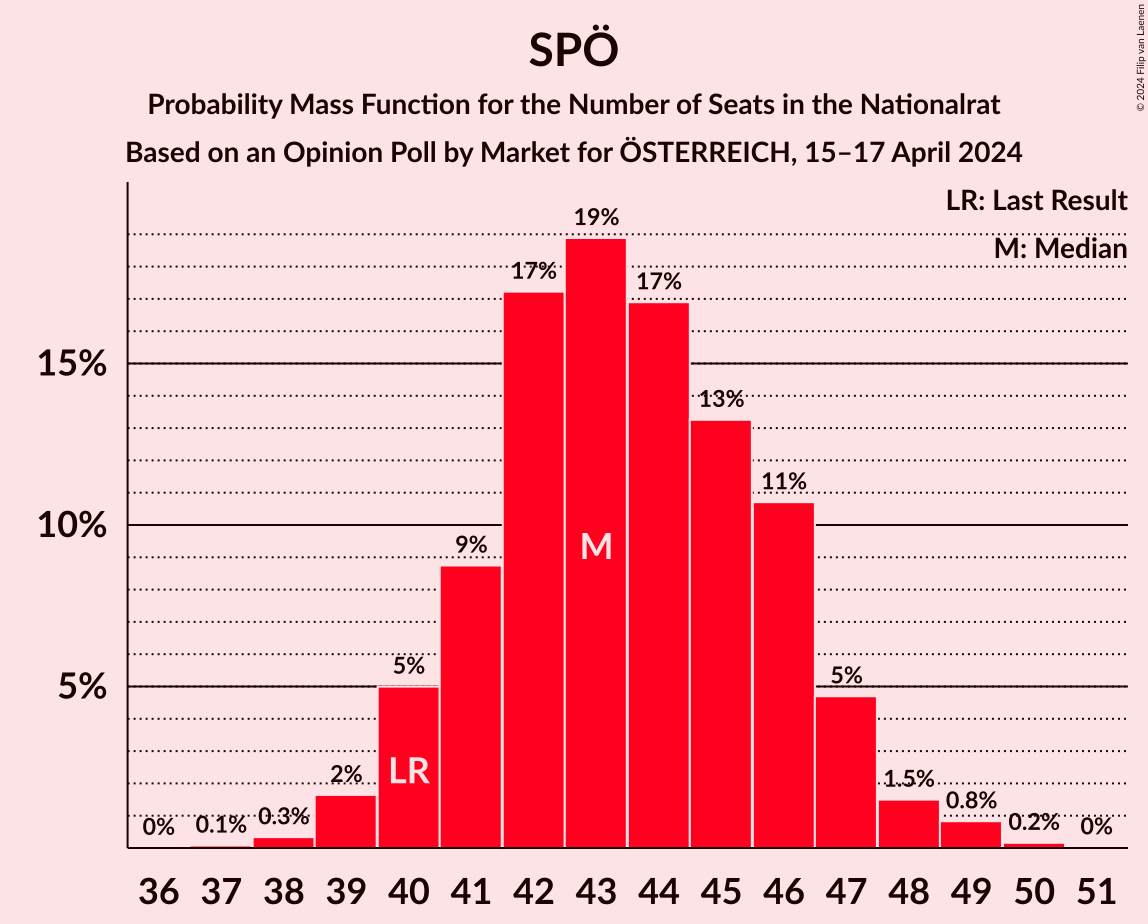 SPÖ
Probability Mass Function for the Number of Seats in the Nationalrat
Based on an Opinion Poll by Market for ÖSTERREICH, 15–17 April 2024
© 2024 Filip van Laenen
LR: Last Result
M: Median
15%
10%
5%
0%
0.1%
0.3%
2%
5%
9%
17%
19%
17%
13%
11%
5%
1.5%
0.8%
0.2%
0%
LR
M
36 37 38 39 40 41 42 43 44 45 46 47 48 49 50 51